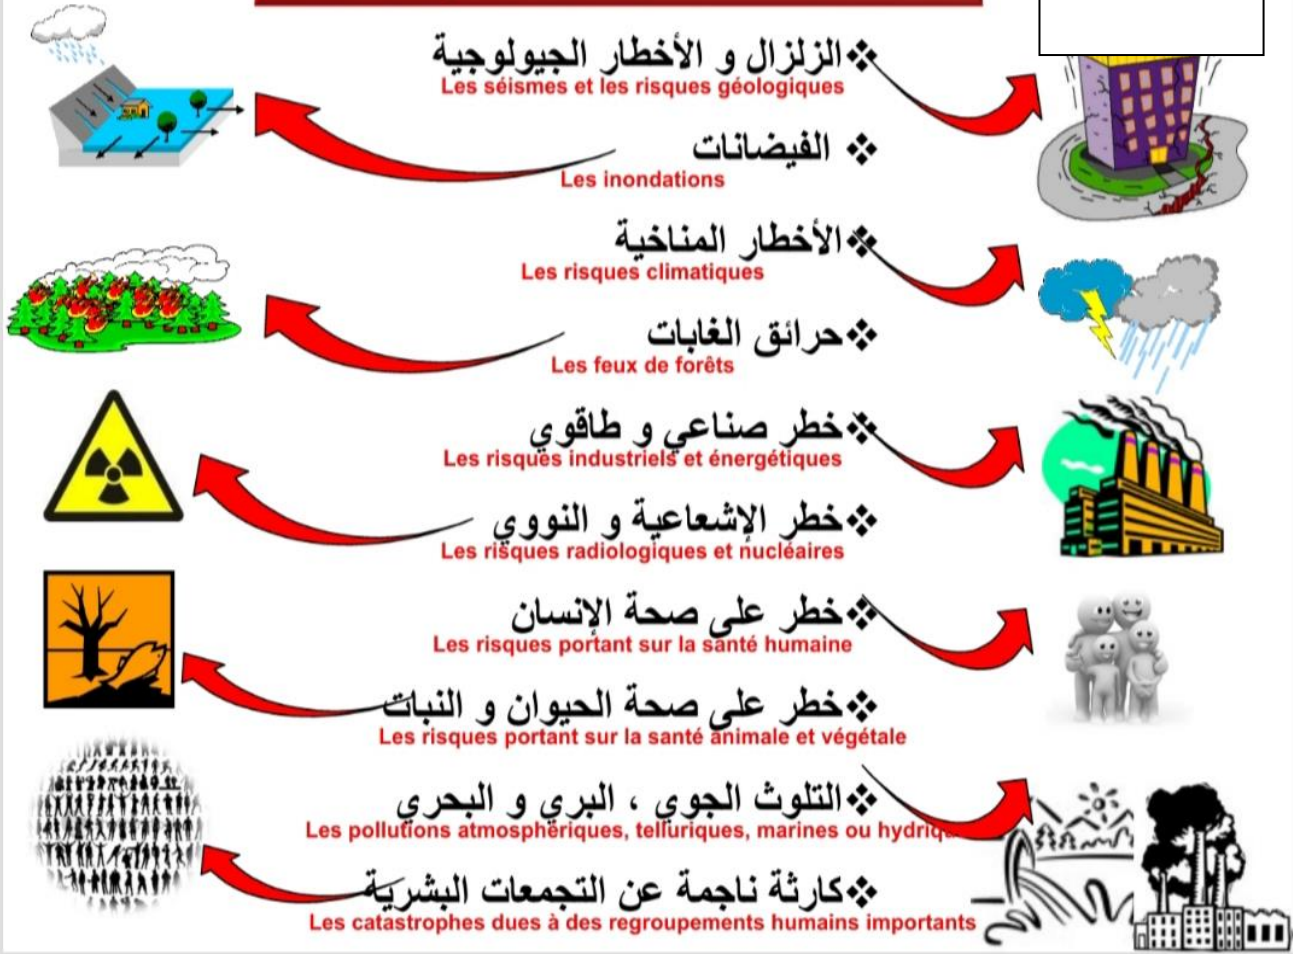 ❖الزلزال و الأخطار الجيولوجية
Les séismes et les risques géologiques
❖ الفيضانات
Les inondations
❖الأخطار المناخية
Les risques climatiques
❖حرائق الغابات
Les feux de forêts
❖خطر صناعي و طاقوي
Les risques industriels et énergétiques
❖خطر الإشعاعية و النووي
Les risques radiologiques et nucléaires
❖خطر على صحة الإنسان
Les risques portant sur la santé humaine
❖خطر على صحة الحيوان و النبات
Les risques portant sur la santé animale et végétale
❖التلوث الجوي ، البري و البحري
Les pollutions atmosphériques, telluriques, marines ou
❖كارثة ناجمة عن التجمعات البشرية
Les catastrophes dues à des regroupements humains importants